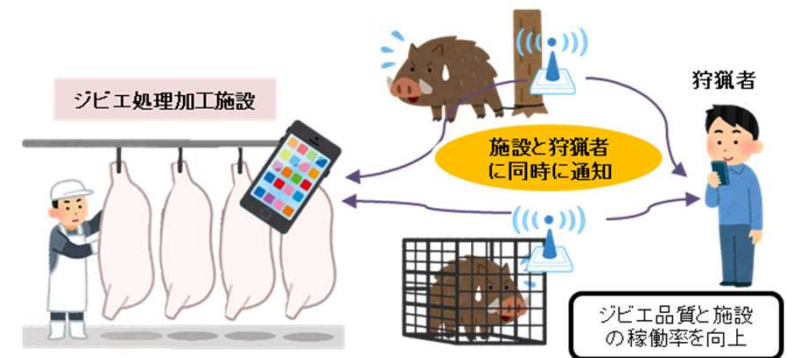 ジビエ処理加工施設
狩猟者
施設と狩猟者
に同時に通知
ジビエ品質と施設
の稼働率を向上